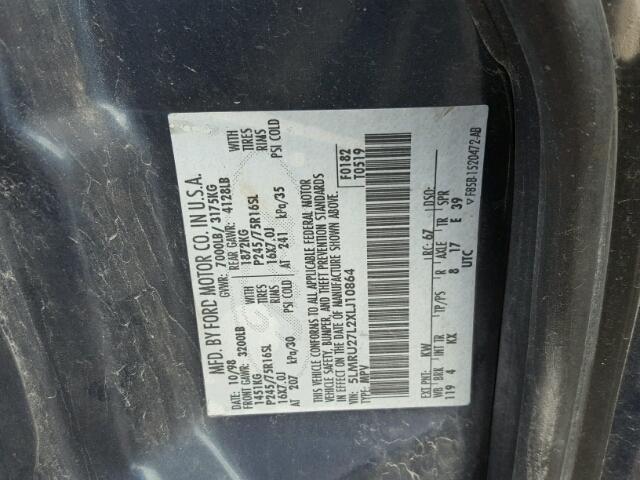 MFD. BY FORD MOTOR CO. IN U.S.A.
DATE: 10/98 GVWR: 7000LB/ 3175KG
FRONT GAWR: 3200LB REAR GAWR: 4128LB
1451KG WITH 1872KG WITH
P245/75R16SL TIRES P245/75R16SL TIRES
16X7.0J RIMS 16X7.0J RIMS
AT 207 kPa/30 PSI COLD AT 241 kPa/35 PSI COLD
THIS VEHICLE CONFORMS TO ALL APPLICABLE FEDERAL MOTOR
VEHICLE SAFETY, BUMPER, AND THEFT PREVENTION STANDARDS
IN EFFECT ON THE DATE OF MANUFACTURE SHOWN ABOVE.
VIN: 5LMRU27L2XLJ10864 F0182
TYPE: MPV T0519
EXT PNT: KW RC: 67 DSO:
WB BRK INT TR TP/PS R AXLE TR SPR
119 4 KX 8 17 E 39
UTC
▽ F85B-1520472-AB